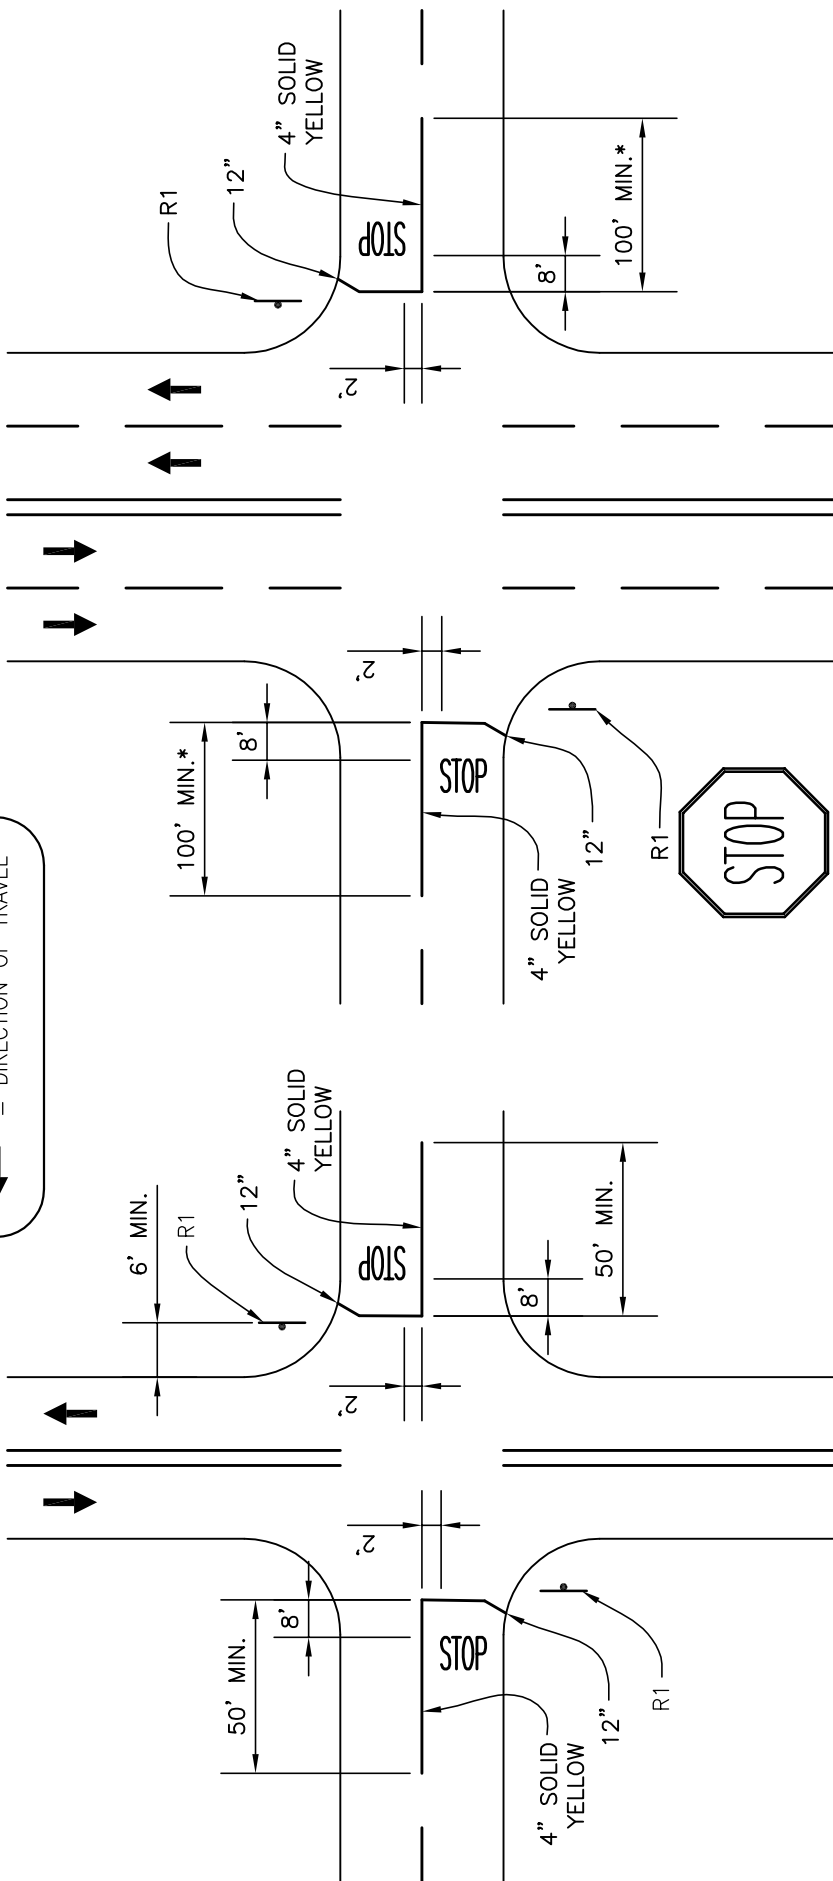 4" SOLID
YELLOW
12"
R1
STOP
100' MIN.*
8'
2'
2'
8'
100' MIN.*
STOP
12"
R1
4" SOLID
YELLOW
STOP
= DIRECTION OF TRAVEL
6' MIN.
R1
12"
4" SOLID
YELLOW
STOP
50' MIN.
8'
2'
2'
8'
50' MIN.
STOP
12"
R1
4" SOLID
YELLOW